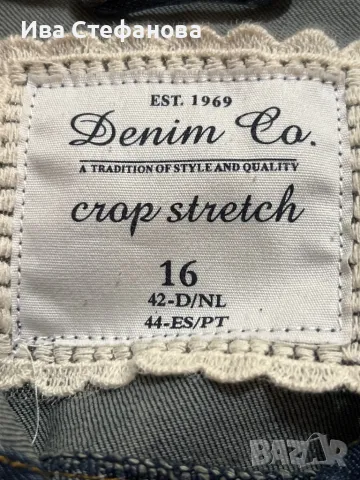 Ива Стефанова
EST. 1969
Denim Co.
A TRADITION OF STYLE AND QUALITY
crop stretch
16
42-D/NL
44-ES/PT
BAZAR